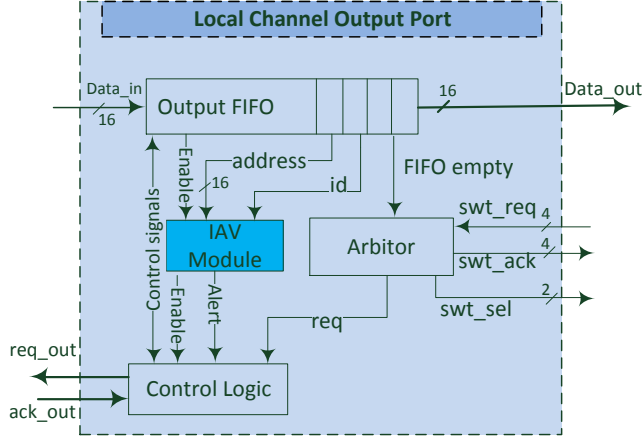 Local Channel Output Port
Data_in
16
Output FIFO
16
Data_out
Enable
address
16
id
FIFO empty
Control signals
IAV
Module
Arbitor
swt_req
4
swt_ack
4
swt_sel
2
Enable
Alert
req
req_out
ack_out
Control Logic